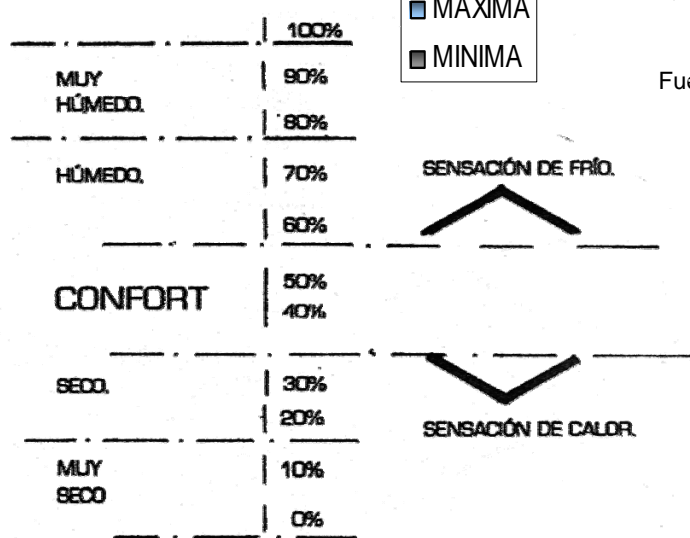 MAXIMA
MINIMA
Fue
100%
MUY
HÚMEDO.
90%
80%
HÚMEDO.
70%
60%
SENSACIÓN DE FRÍO.
CONFORT
50%
40%
SECO.
30%
20%
SENSACIÓN DE CALOR.
MUY
SECO
10%
0%